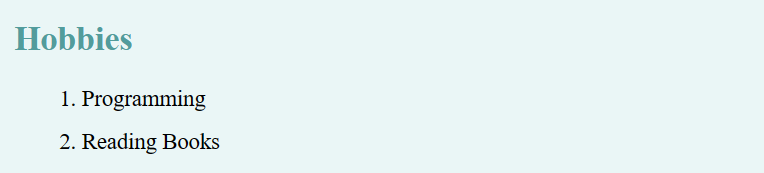 Hobbies
1. Programming
2. Reading Books